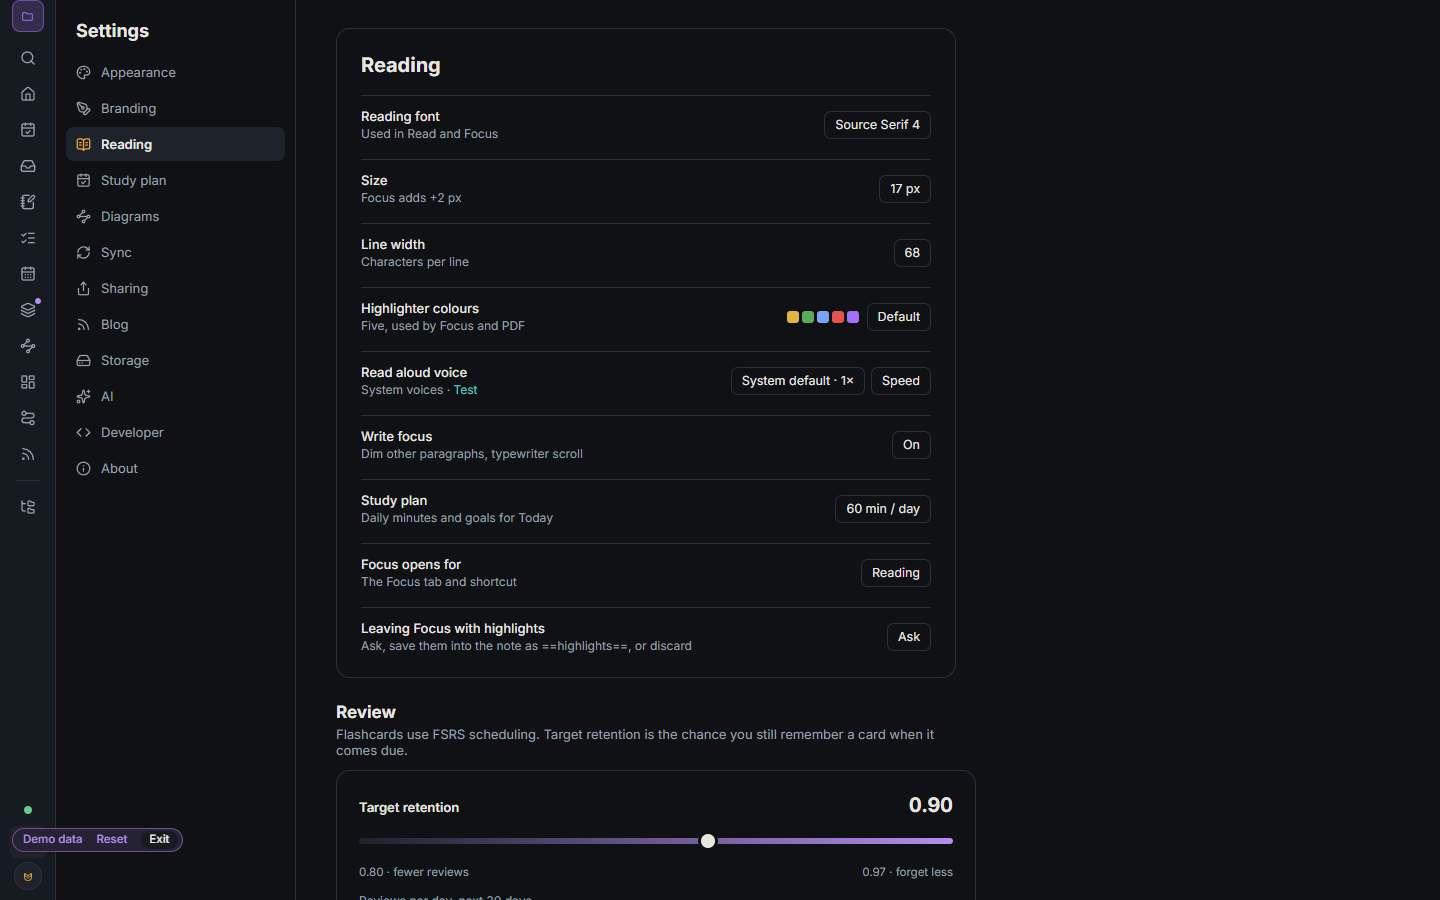 Settings
Appearance
Branding
Reading
Study plan
Diagrams
Sync
Sharing
Blog
Storage
AI
Developer
About
Demo data Reset Exit
Reading
Reading font
Used in Read and Focus
Source Serif 4
Size
Focus adds +2 px
17 px
Line width
Characters per line
68
Highlighter colours
Five, used by Focus and PDF
Default
Read aloud voice
System voices · Test
System default · 1×
Speed
Write focus
Dim other paragraphs, typewriter scroll
On
Study plan
Daily minutes and goals for Today
60 min / day
Focus opens for
The Focus tab and shortcut
Reading
Leaving Focus with highlights
Ask, save them into the note as ==highlights==, or discard
Ask
Review
Flashcards use FSRS scheduling. Target retention is the chance you still remember a card when it
comes due.
Target retention
0.90
0.80 · fewer reviews
0.97 · forget less
Reviews per day, next 30 days